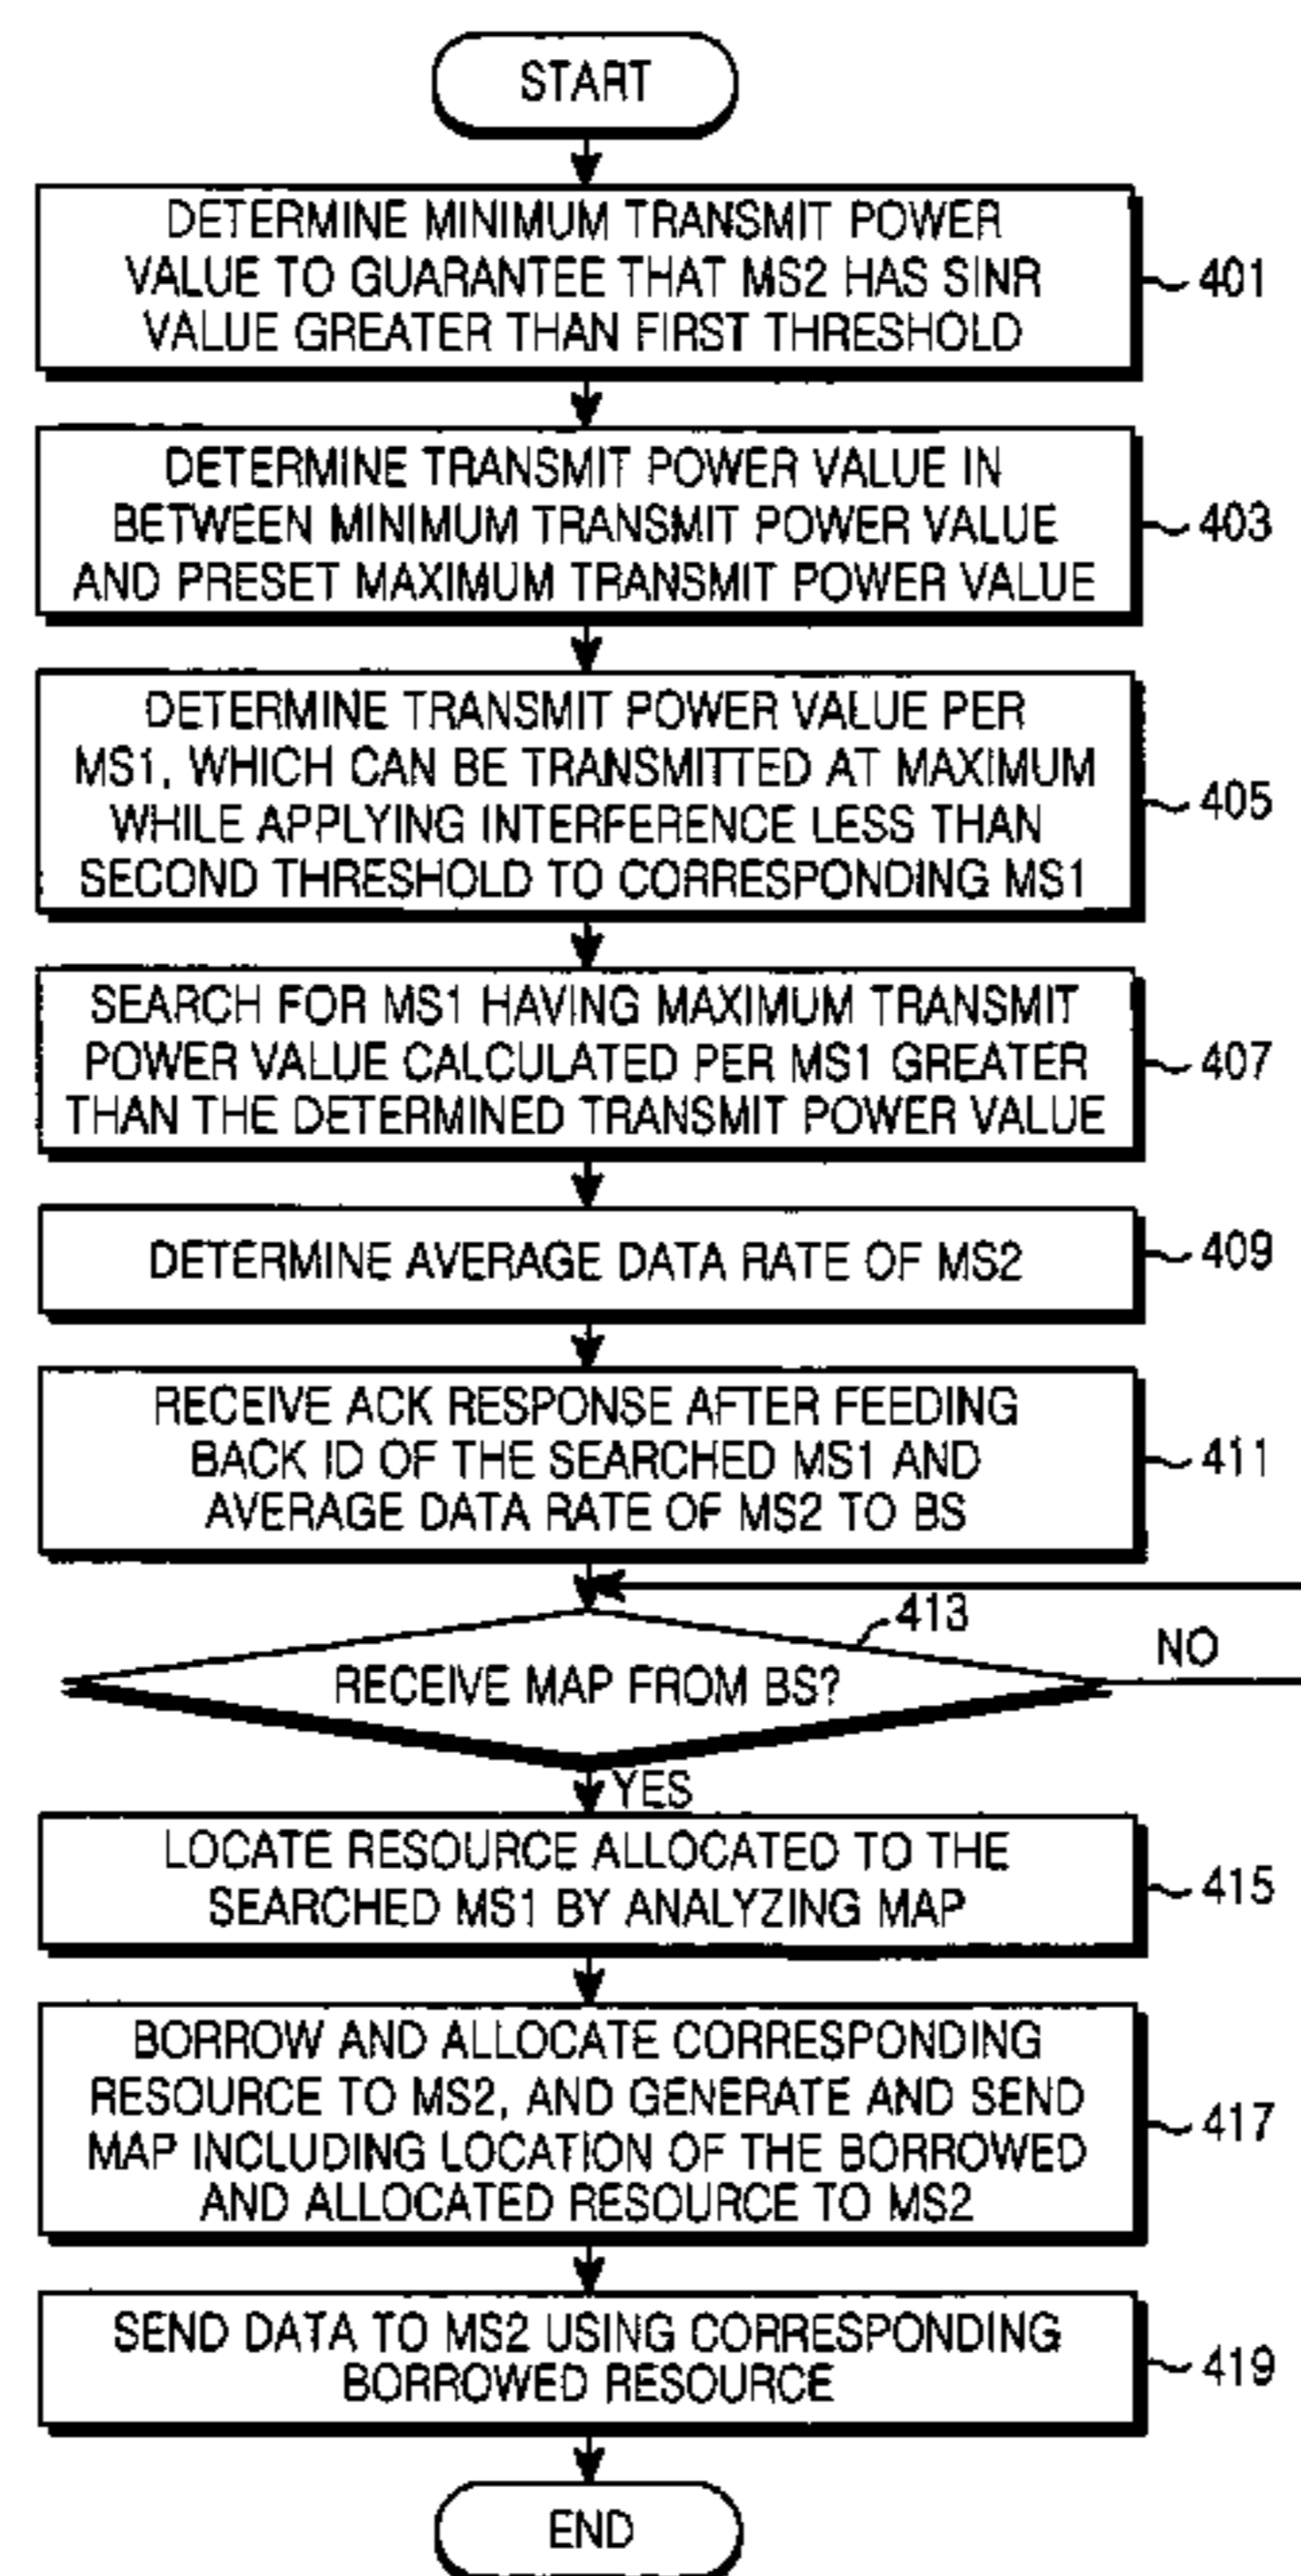 START
DETERMINE MINIMUM TRANSMIT POWER
VALUE TO GUARANTEE THAT MS2 HAS SINR
VALUE GREATER THAN FIRST THRESHOLD
401
DETERMINE TRANSMIT POWER VALUE IN
BETWEEN MINIMUM TRANSMIT POWER VALUE
AND PRESET MAXIMUM TRANSMIT POWER VALUE
403
DETERMINE TRANSMIT POWER VALUE PER
MS1, WHICH CAN BE TRANSMITTED AT MAXIMUM
WHILE APPLYING INTERFERENCE LESS THAN
SECOND THRESHOLD TO CORRESPONDING MS1
405
SEARCH FOR MS1 HAVING MAXIMUM TRANSMIT
POWER VALUE CALCULATED PER MS1 GREATER
THAN THE DETERMINED TRANSMIT POWER VALUE
407
DETERMINE AVERAGE DATA RATE OF MS2
409
RECEIVE ACK RESPONSE AFTER FEEDING
BACK ID OF THE SEARCHED MS1 AND
AVERAGE DATA RATE OF MS2 TO BS
411
413
RECEIVE MAP FROM BS?
NO
YES
LOCATE RESOURCE ALLOCATED TO THE
SEARCHED MS1 BY ANALYZING MAP
415
BORROW AND ALLOCATE CORRESPONDING
RESOURCE TO MS2, AND GENERATE AND SEND
MAP INCLUDING LOCATION OF THE BORROWED
AND ALLOCATED RESOURCE TO MS2
417
SEND DATA TO MS2 USING CORRESPONDING
BORROWED RESOURCE
419
END